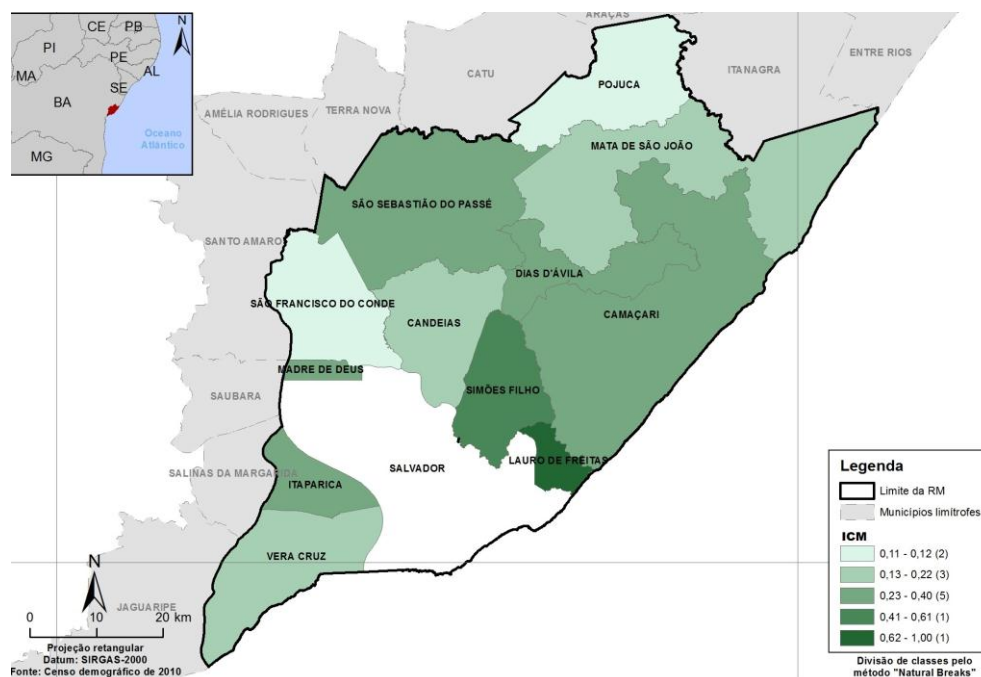 CE
PB
PI
PE
MA
AL
SE
BA
MG
Oceano
Atlântico
N
ARAÇÁS
CATU
ENTRE RIOS
ITANAGRA
POJUCA
TERRA NOVA
AMÉLIA RODRIGUES
MATA DE SÃO JOÃO
SÃO SEBASTIÃO DO PASSÉ
SANTO AMARO
DIAS D'ÁVILA
SÃO FRANCISCO DO CONDE
CANDEIAS
CAMAÇARI
MADRE DE DEUS
SIMÕES FILHO
SAUBARA
SALVADOR
LAURO DE FREITAS
SALINAS DA MARGARIDA
ITAPARICA
VERA CRUZ
JAGUARIPE
N
0 10 20 km
Projeção retangular
Datum: SIRGAS-2000
Fonte: Censo demográfico de 2010
Legenda
Limite da RM
Municípios limítrofes
ICM
0,11 - 0,12 (2)
0,13 - 0,22 (3)
0,23 - 0,40 (5)
0,41 - 0,61 (1)
0,62 - 1,00 (1)
Divisão de classes pelo
método "Natural Breaks"